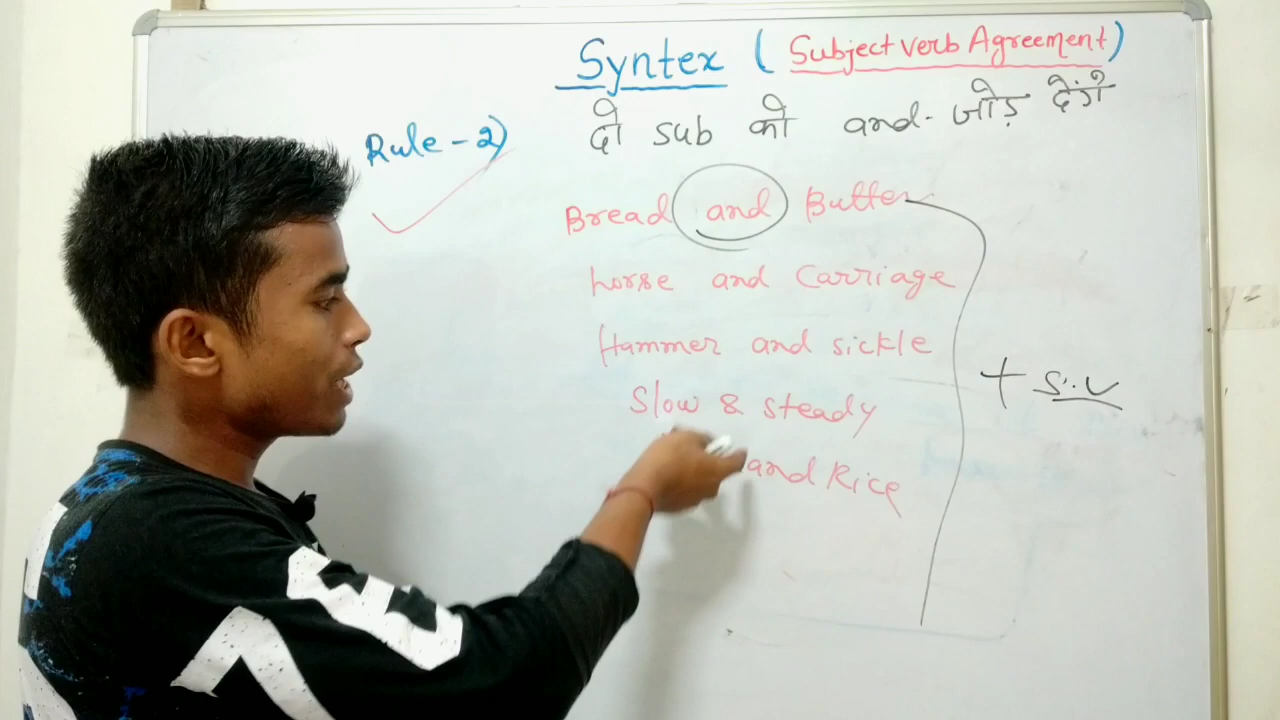 Syntex (Subject verb Agreement)
Rule-2) दो sub को and- जोड़ देंगे
Bread and Butter
horse and Carriage
Hammer and sickle
+ S.V
Slow & steady
and Rice